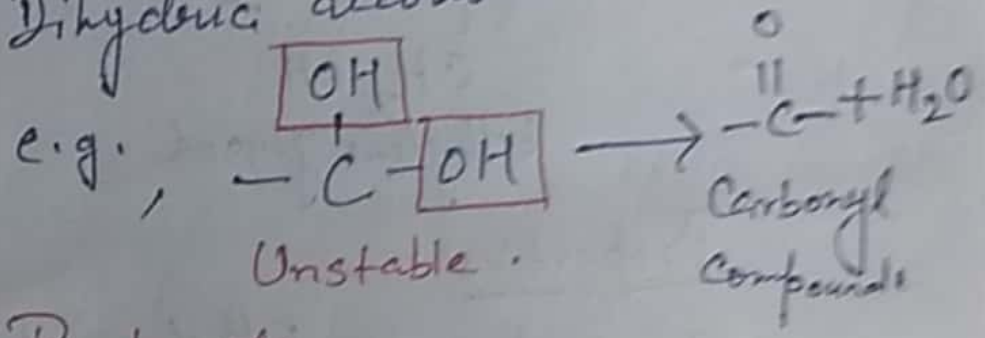 Dihydric
e.g., - C - OH → - C - + H₂O
OH
O
||
Unstable.
Carbonyl
Compounds